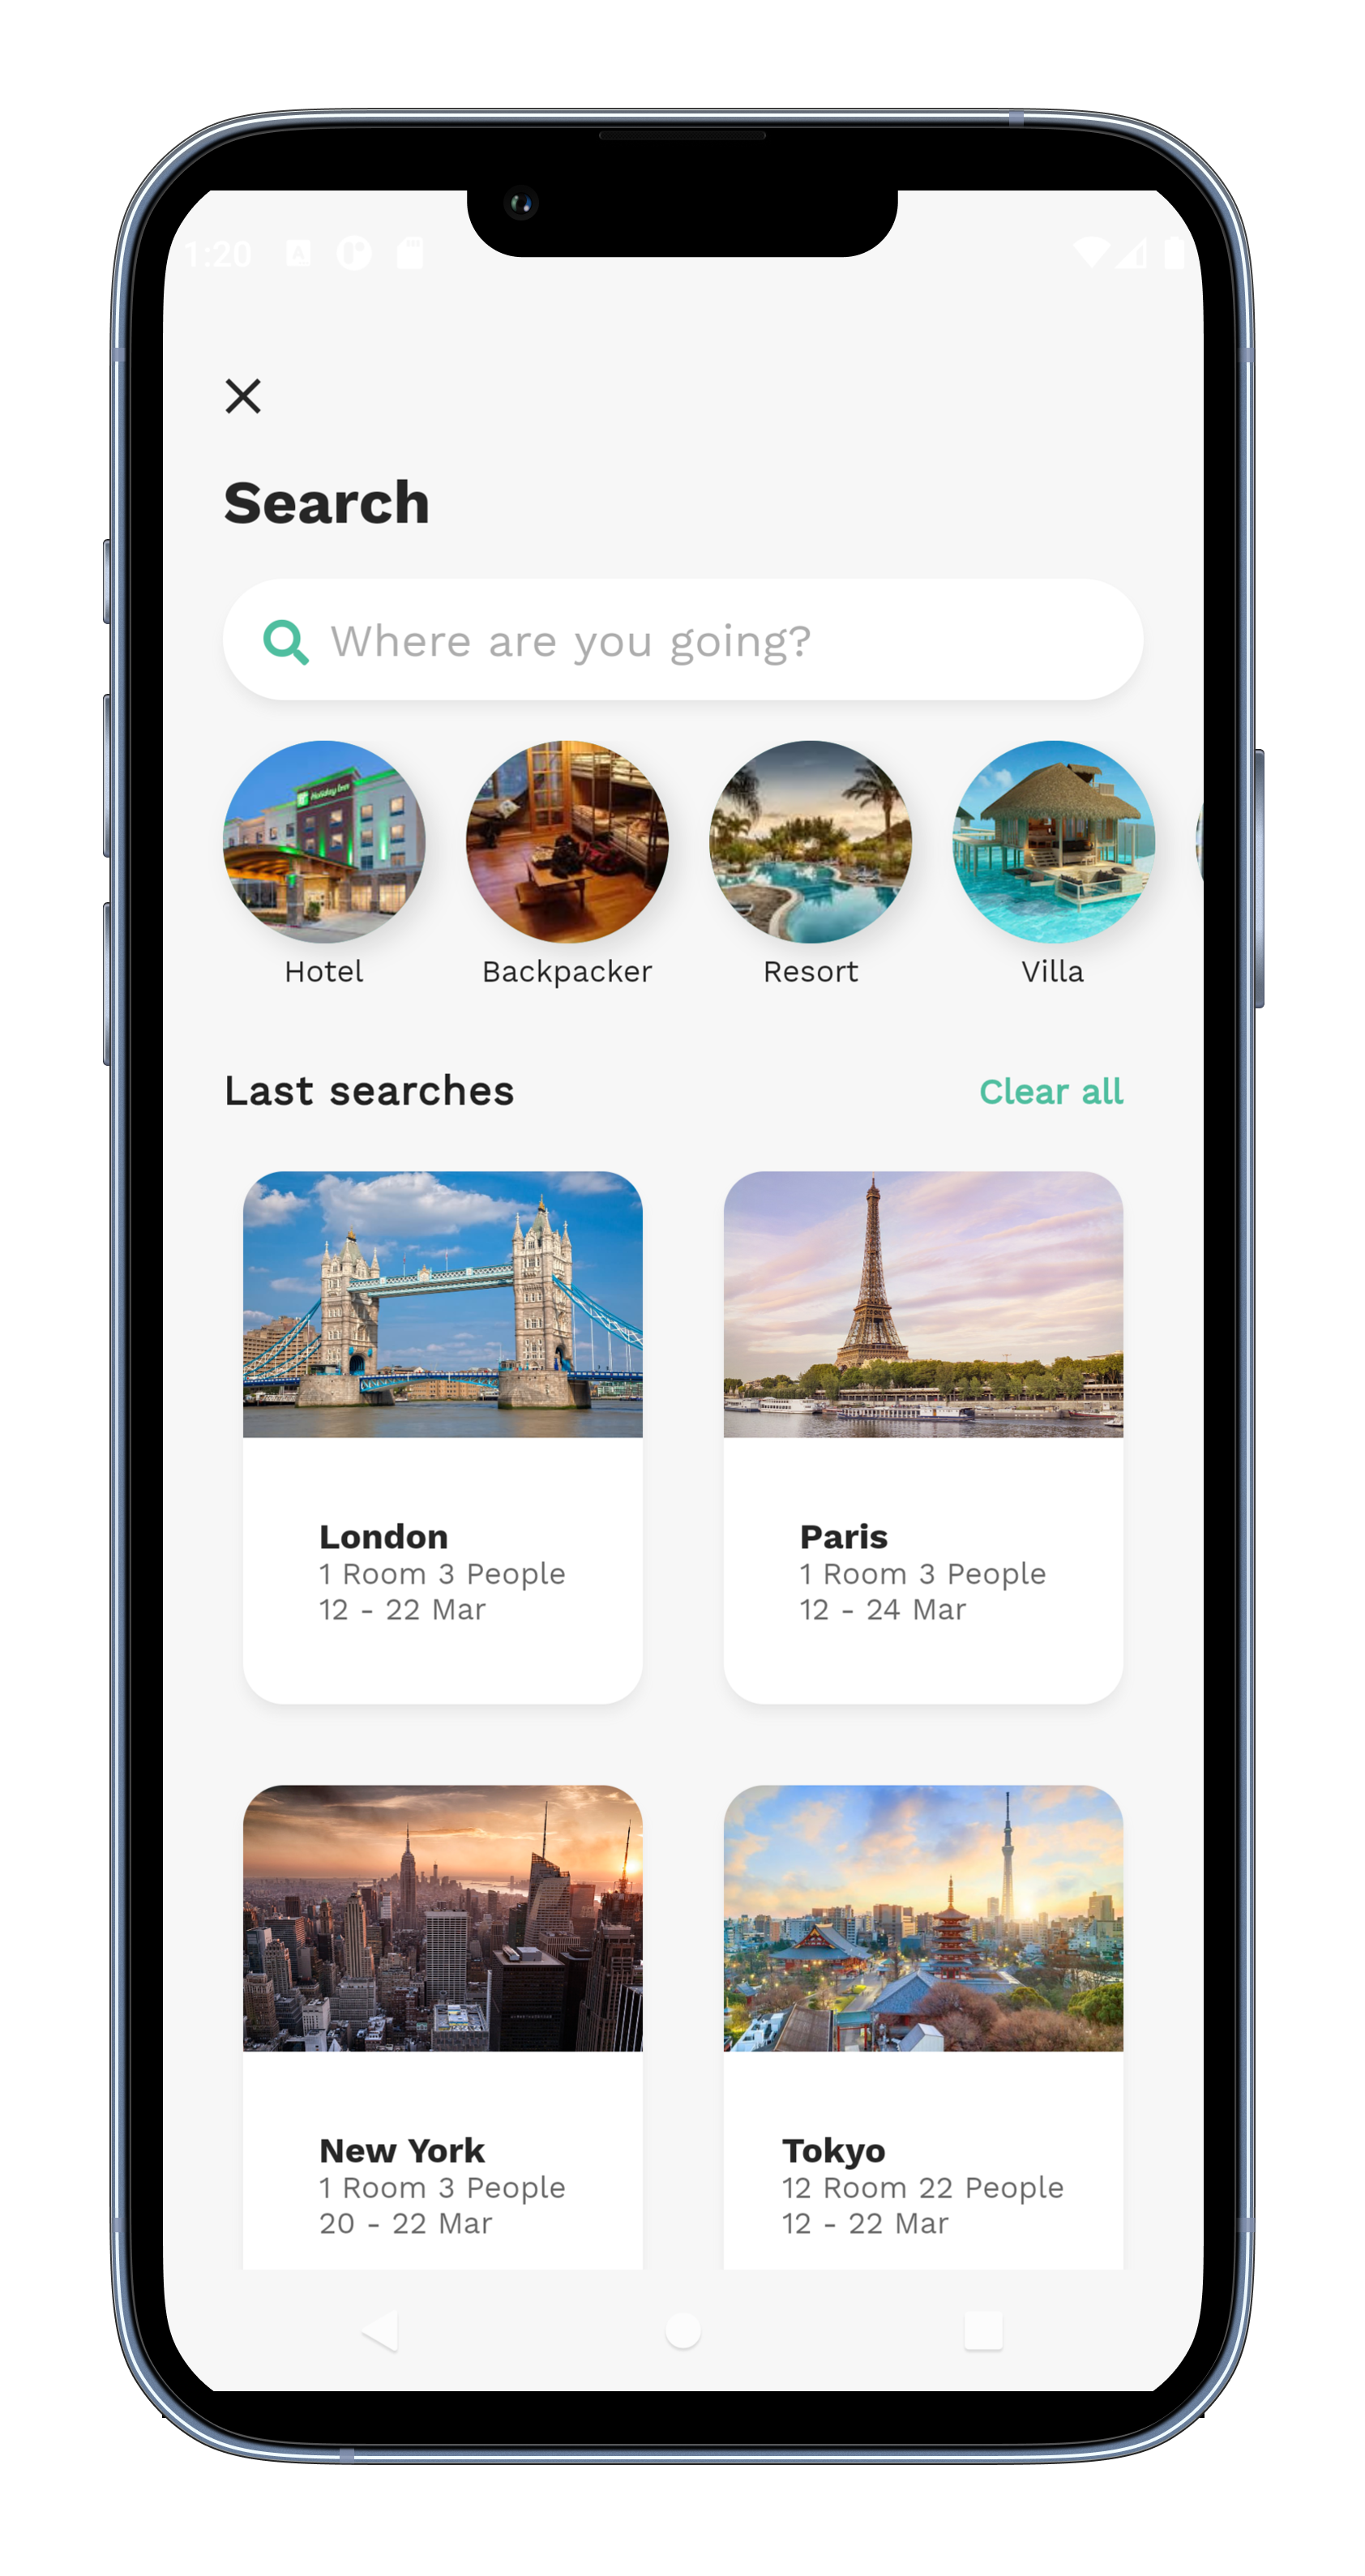 1:20
Search
Where are you going?
Holiday Inn
Hotel
Backpacker
Resort
Villa
Last searches
Clear all
London
1 Room 3 People
12 - 22 Mar
Paris
1 Room 3 People
12 - 24 Mar
New York
1 Room 3 People
20 - 22 Mar
Tokyo
12 Room 22 People
12 - 22 Mar